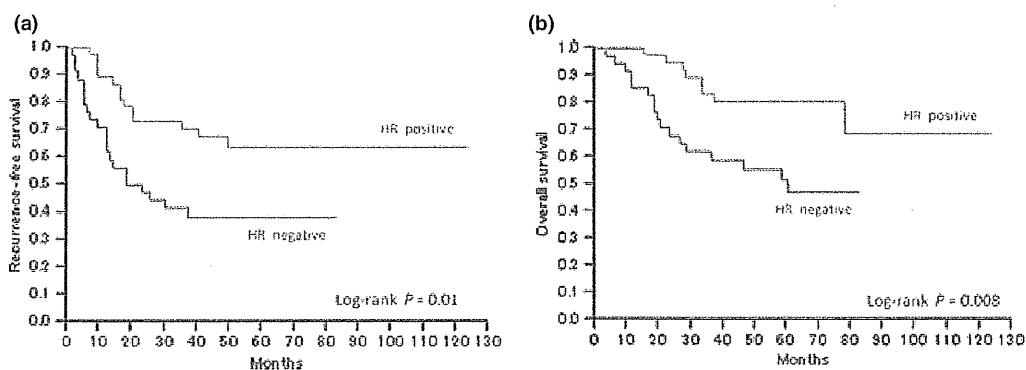 (a)
Recurrence-free survival
1.0
0.9
0.8
0.7
0.6
0.5
0.4
0.3
0.2
0.1
0.0
HR positive
HR negative
Log-rank P = 0.01
0 10 20 30 40 50 60 70 80 90 100 110 120 130
Months
(b)
Overall survival
1.0
0.9
0.8
0.7
0.6
0.5
0.4
0.3
0.2
0.1
0.0
HR positive
HR negative
Log-rank P = 0.008
0 10 20 30 40 50 60 70 80 90 100 110 120 130
Months